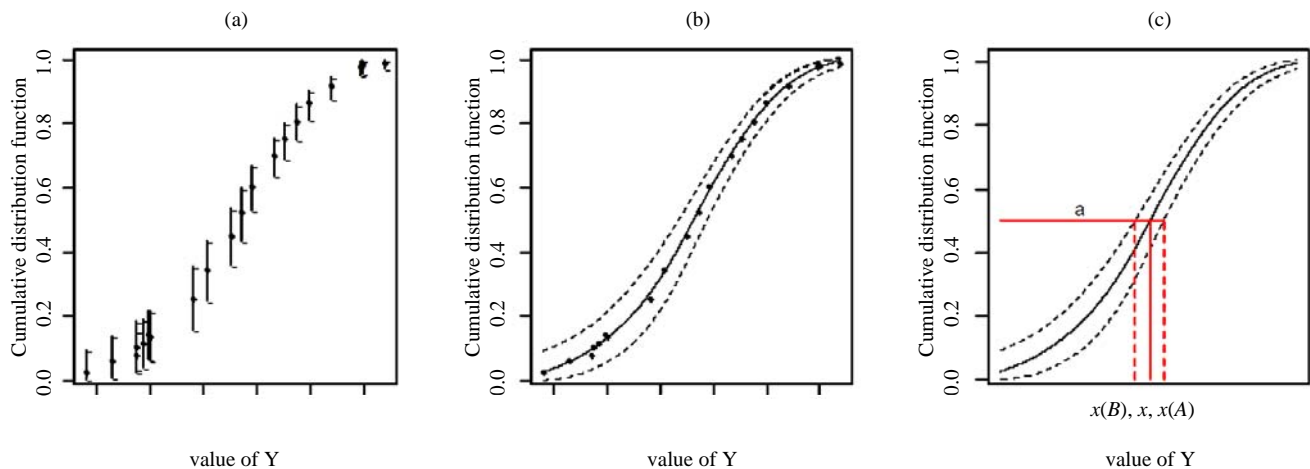 (a)
Cumulative distribution function
1.0
0.8
0.6
0.4
0.2
0.0
value of Y
(b)
Cumulative distribution function
1.0
0.8
0.6
0.4
0.2
0.0
value of Y
(c)
Cumulative distribution function
1.0
0.8
0.6
0.4
0.2
0.0
a
x(B), x, x(A)
value of Y